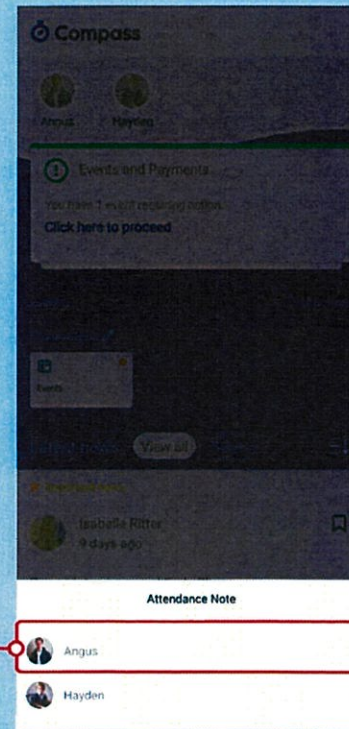 Compass
Angus
Hayden
Events and Payments
You have 1 event requiring action.
Click here to proceed
Events
View all
Isabelle Ritter
9 days ago
Attendance Note
Angus
Hayden